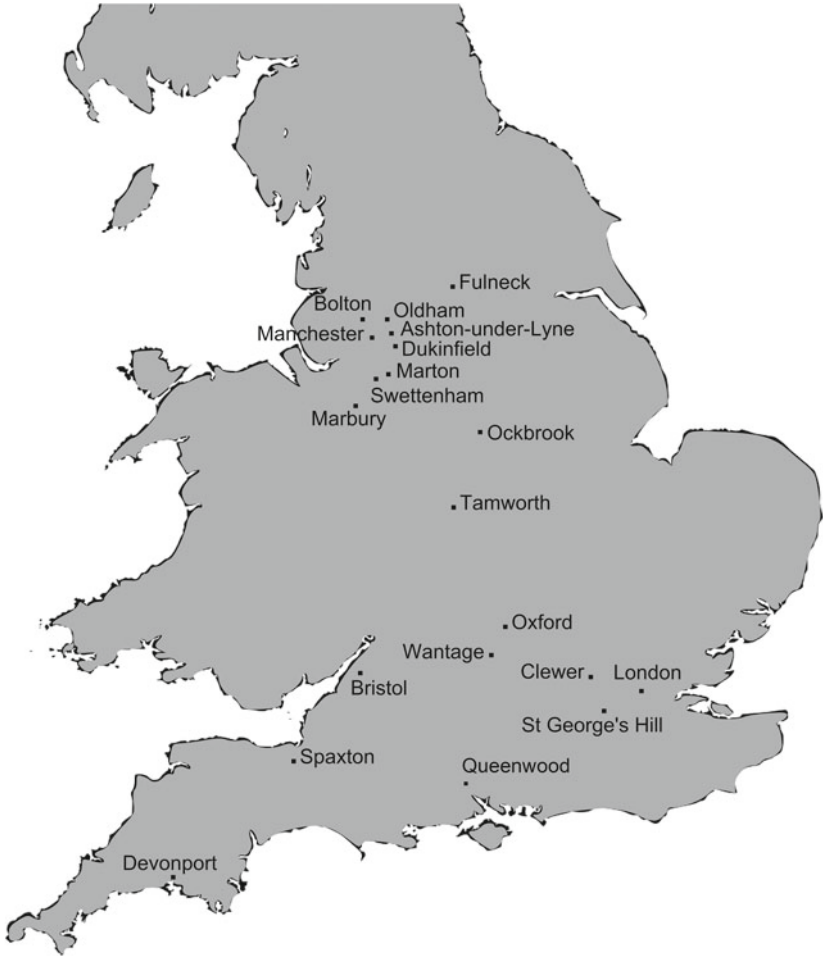 Fulneck
Bolton
Oldham
Ashton-under-Lyne
Manchester
Dukinfield
Marton
Swettenham
Marbury
Ockbrook
Tamworth
Oxford
Wantage
Clewer
London
Bristol
St George's Hill
Spaxton
Queenwood
Devonport